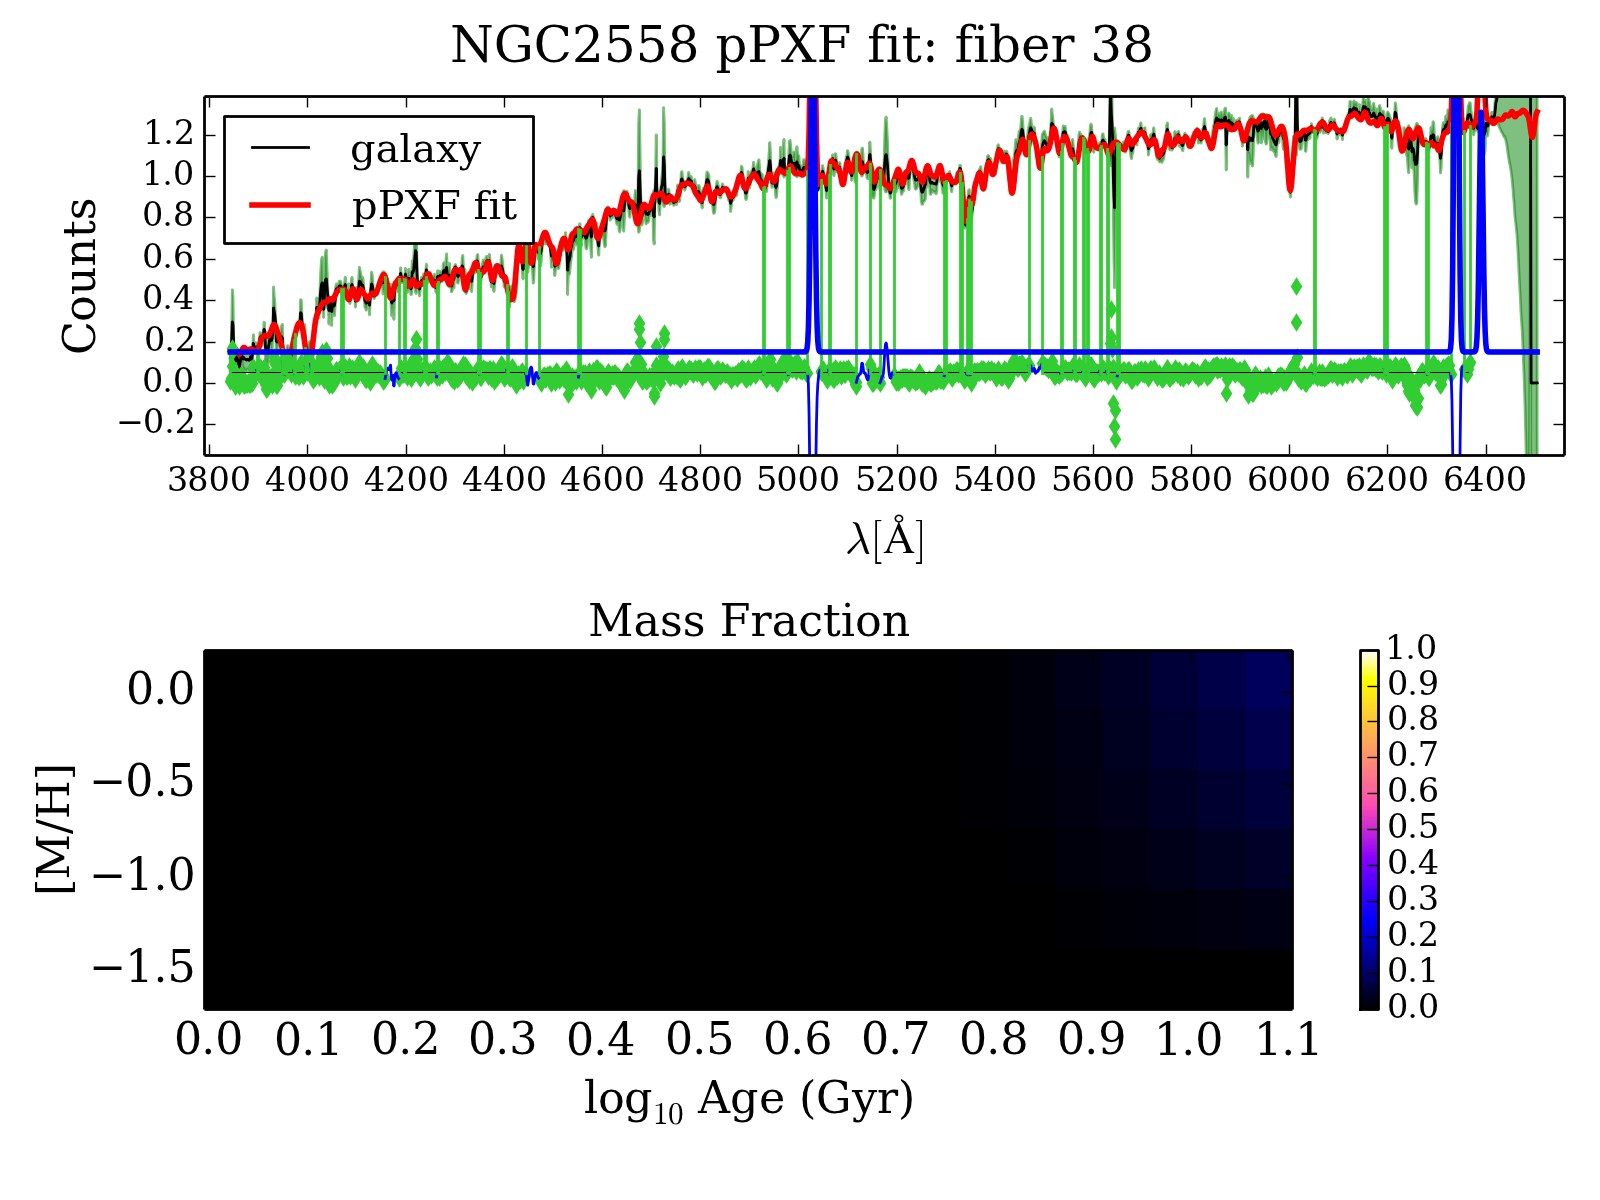 NGC2558 pPXF fit: fiber 38
galaxy
pPXF fit
Counts
1.2
1.0
0.8
0.6
0.4
0.2
0.0
−0.2
3800 4000 4200 4400 4600 4800 5000 5200 5400 5600 5800 6000 6200 6400
λ[Å]
Mass Fraction
[M/H]
0.0
−0.5
−1.0
−1.5
0.0 0.1 0.2 0.3 0.4 0.5 0.6 0.7 0.8 0.9 1.0 1.1
log₁₀ Age (Gyr)
1.0
0.9
0.8
0.7
0.6
0.5
0.4
0.3
0.2
0.1
0.0